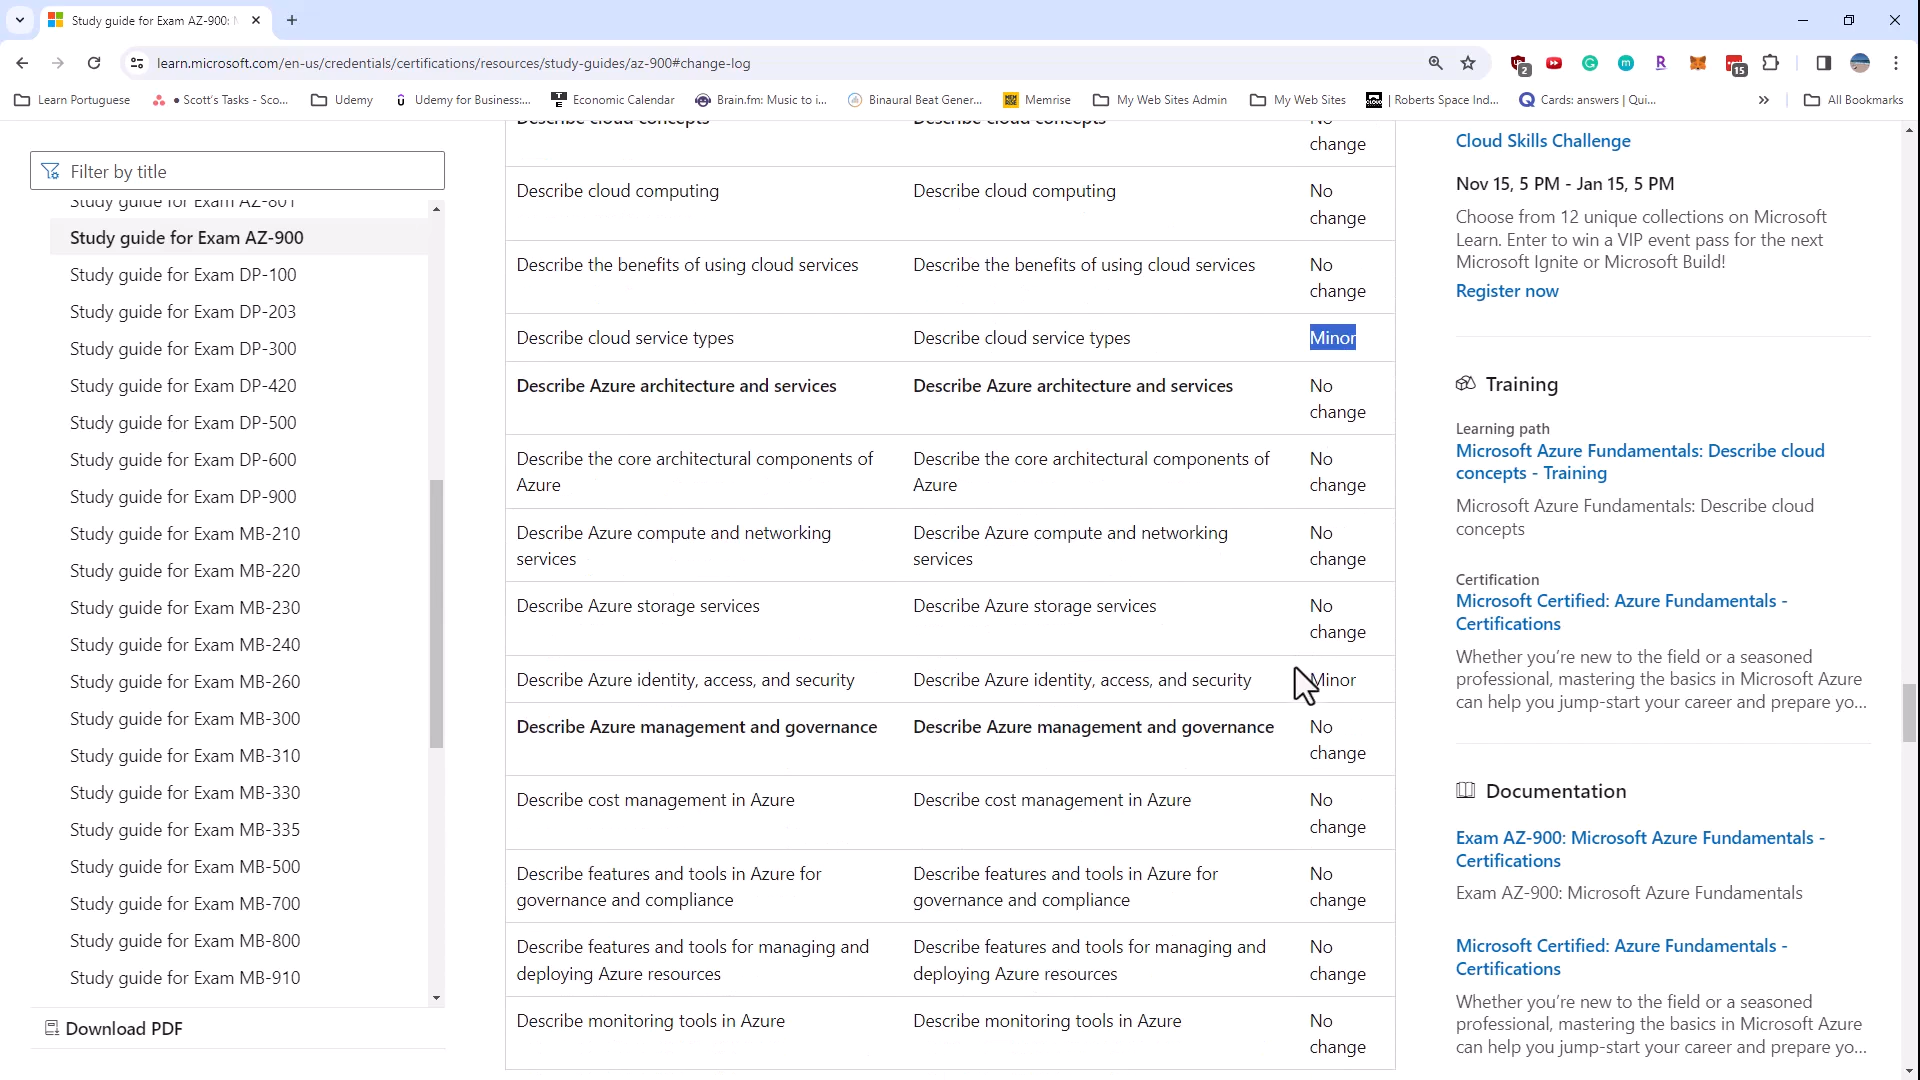 Study guide for Exam AZ-900:
learn.microsoft.com/en-us/credentials/certifications/resources/study-guides/az-900#change-log
2
15
Learn Portuguese
• Scott's Tasks - Sco...
Udemy
Udemy for Business:...
Economic Calendar
Brain.fm: Music to i...
Binaural Beat Gener...
Memrise
My Web Sites Admin
My Web Sites
| Roberts Space Ind...
Cards: answers | Qui...
»
All Bookmarks
Filter by title
Study guide for Exam AZ-801
Study guide for Exam AZ-900
Study guide for Exam DP-100
Study guide for Exam DP-203
Study guide for Exam DP-300
Study guide for Exam DP-420
Study guide for Exam DP-500
Study guide for Exam DP-600
Study guide for Exam DP-900
Study guide for Exam MB-210
Study guide for Exam MB-220
Study guide for Exam MB-230
Study guide for Exam MB-240
Study guide for Exam MB-260
Study guide for Exam MB-300
Study guide for Exam MB-310
Study guide for Exam MB-330
Study guide for Exam MB-335
Study guide for Exam MB-500
Study guide for Exam MB-700
Study guide for Exam MB-800
Study guide for Exam MB-910
Download PDF
Describe cloud concepts Describe cloud concepts No
change
Describe cloud computing Describe cloud computing No
change
Describe the benefits of using cloud services Describe the benefits of using cloud services No
change
Describe cloud service types Describe cloud service types Minor
Describe Azure architecture and services Describe Azure architecture and services No
change
Describe the core architectural components of Describe the core architectural components of No
Azure Azure change
Describe Azure compute and networking Describe Azure compute and networking No
services services change
Describe Azure storage services Describe Azure storage services No
change
Describe Azure identity, access, and security Describe Azure identity, access, and security Minor
Describe Azure management and governance Describe Azure management and governance No
change
Describe cost management in Azure Describe cost management in Azure No
change
Describe features and tools in Azure for Describe features and tools in Azure for No
governance and compliance governance and compliance change
Describe features and tools for managing and Describe features and tools for managing and No
deploying Azure resources deploying Azure resources change
Describe monitoring tools in Azure Describe monitoring tools in Azure No
change
Cloud Skills Challenge
Nov 15, 5 PM - Jan 15, 5 PM
Choose from 12 unique collections on Microsoft
Learn. Enter to win a VIP event pass for the next
Microsoft Ignite or Microsoft Build!
Register now
Training
Learning path
Microsoft Azure Fundamentals: Describe cloud
concepts - Training
Microsoft Azure Fundamentals: Describe cloud
concepts
Certification
Microsoft Certified: Azure Fundamentals -
Certifications
Whether you're new to the field or a seasoned
professional, mastering the basics in Microsoft Azure
can help you jump-start your career and prepare yo...
Documentation
Exam AZ-900: Microsoft Azure Fundamentals -
Certifications
Exam AZ-900: Microsoft Azure Fundamentals
Microsoft Certified: Azure Fundamentals -
Certifications
Whether you're new to the field or a seasoned
professional, mastering the basics in Microsoft Azure
can help you jump-start your career and prepare yo...